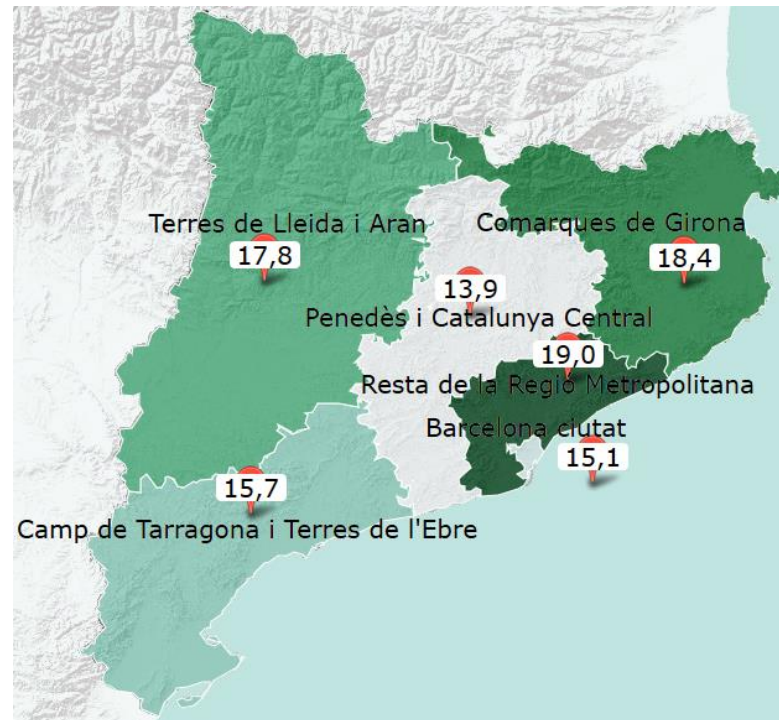 Terres de Lleida i Aran
17,8
Comarques de Girona
18,4
13,9
Penedès i Catalunya Central
19,0
Resta de la Regió Metropolitana
Barcelona ciutat
15,1
15,7
Camp de Tarragona i Terres de l'Ebre